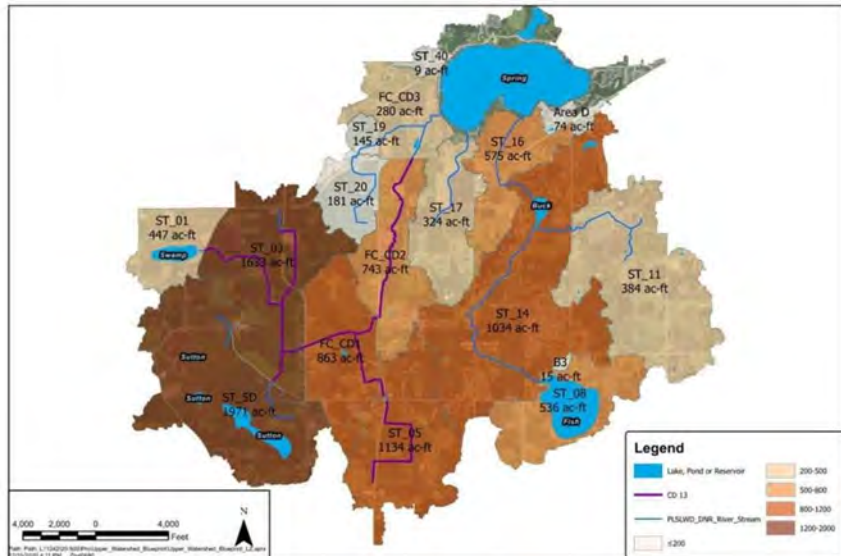 ST_40
9 ac-ft
Spring
FC_CD3
280 ac-ft
Area D
74 ac-ft
ST_19
145 ac-ft
ST_16
575 ac-ft
ST_20
181 ac-ft
ST_17
324 ac-ft
Buck
ST_01
447 ac-ft
Swamp
ST_03
1633 ac-ft
FC_CD2
743 ac-ft
ST_11
384 ac-ft
ST_14
1034 ac-ft
FC_CD1
863 ac-ft
Sutton
B3
15 ac-ft
ST_08
536 ac-ft
Fish
Sutton
ST_5D
1971 ac-ft
Sutton
ST_05
1134 ac-ft
Legend
Lake, Pond or Reservoir
CD 13
PLSLWD_DNR_River_Stream
≤200
200-500
500-800
800-1200
1200-2000
4,000 2,000 0 4,000
Feet
N